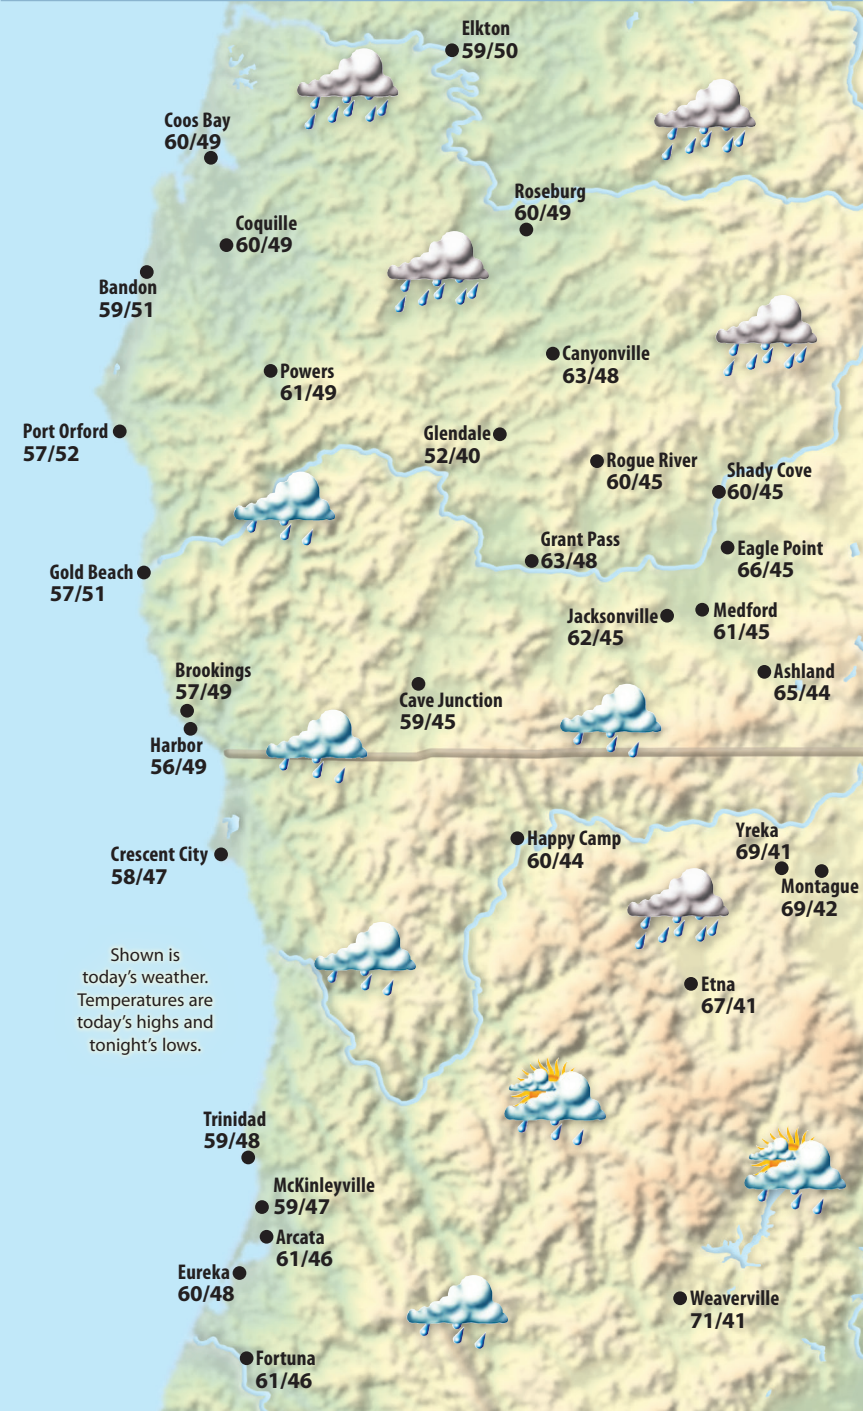 Elkton
59/50
Coos Bay
60/49
Roseburg
60/49
Coquille
60/49
Bandon
59/51
Canyonville
63/48
Powers
61/49
Port Orford
57/52
Glendale
52/40
Rogue River
60/45
Shady Cove
60/45
Grant Pass
63/48
Eagle Point
66/45
Gold Beach
57/51
Jacksonville
62/45
Medford
61/45
Brookings
57/49
Cave Junction
59/45
Ashland
65/44
Harbor
56/49
Happy Camp
60/44
Yreka
69/41
Crescent City
58/47
Montague
69/42
Shown is
today's weather.
Temperatures are
today's highs and
tonight's lows.
Etna
67/41
Trinidad
59/48
McKinleyville
59/47
Arcata
61/46
Eureka
60/48
Weaverville
71/41
Fortuna
61/46